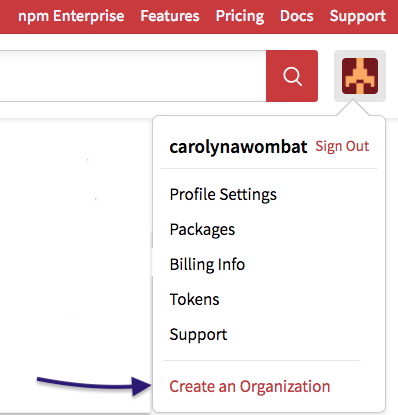 npm Enterprise Features Pricing Docs Support
carolynawombat Sign Out
Profile Settings
Packages
Billing Info
Tokens
Support
Create an Organization